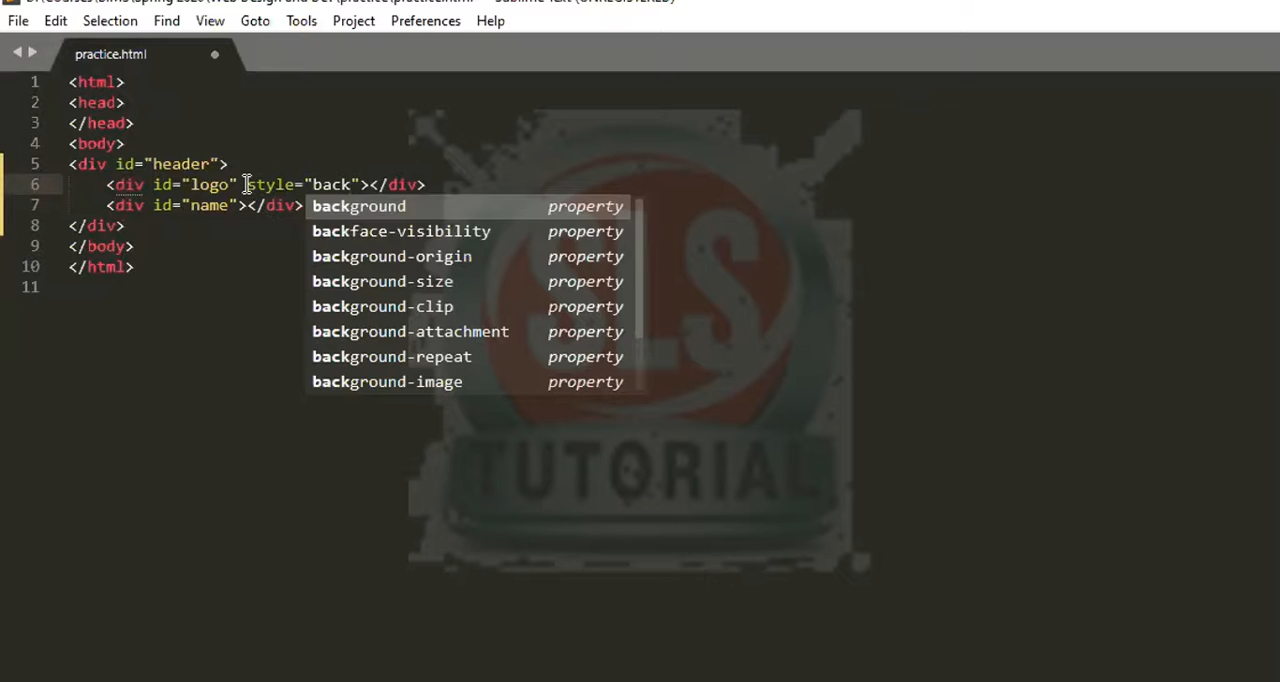 File Edit Selection Find View Goto Tools Project Preferences Help
practice.html
1 <html>
2 <head>
3 </head>
4 <body>
5 <div id="header">
6 <div id="logo" style="back"></div>
7 <div id="name"></div>
8 </div>
9 </body>
10 </html>
11
background property
backface-visibility property
background-origin property
background-size property
background-clip property
background-attachment property
background-repeat property
background-image property
SLS
TUTORIAL